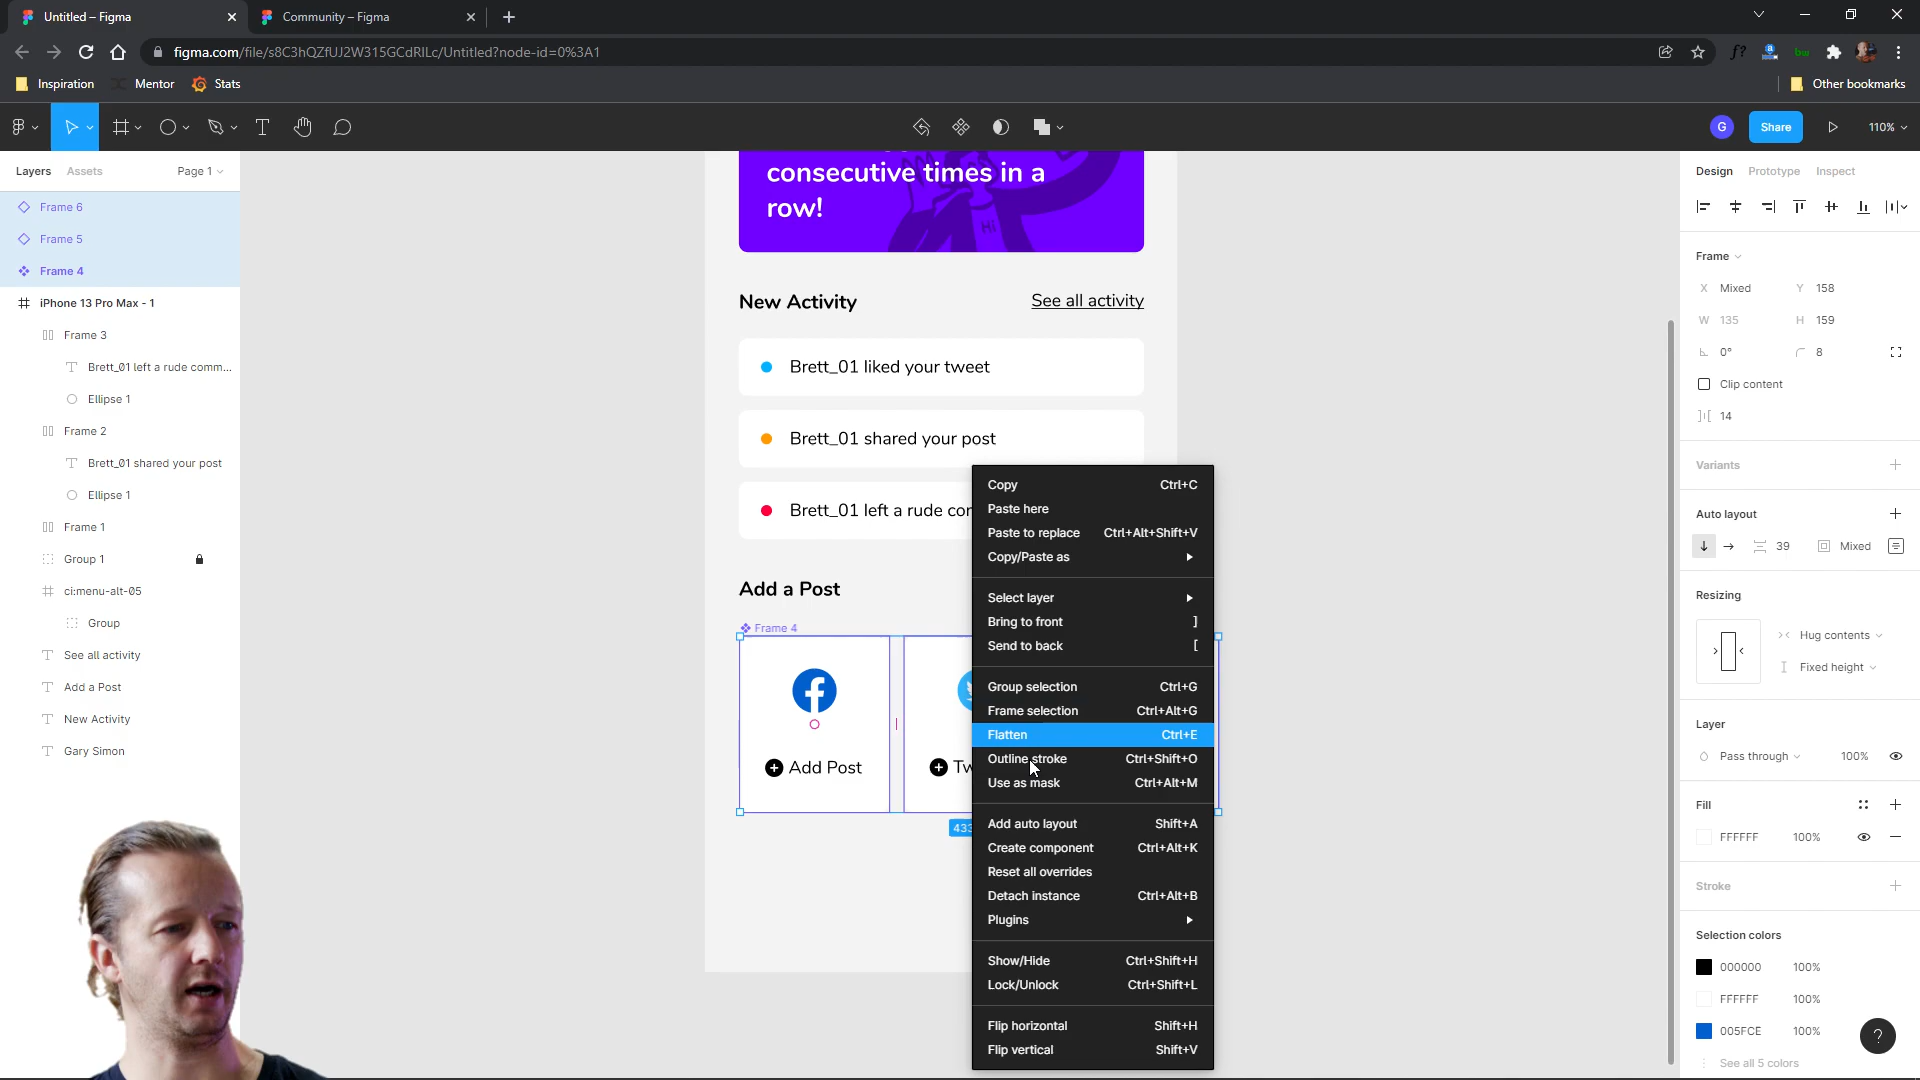 Untitled – Figma
Community – Figma
figma.com/file/s8C3hQZfUJ2W315GCdRlLc/Untitled?node-id=0%3A1
Inspiration
Mentor
Stats
Other bookmarks
G
Share
110%
Layers
Assets
Page 1
Frame 6
Frame 5
Frame 4
iPhone 13 Pro Max - 1
Frame 3
Brett_01 left a rude comm...
Ellipse 1
Frame 2
Brett_01 shared your post
Ellipse 1
Frame 1
Group 1
ci:menu-alt-05
Group
See all activity
Add a Post
New Activity
Gary Simon
consecutive times in a
row!
Hi
New Activity
See all activity
Brett_01 liked your tweet
Brett_01 shared your post
Brett_01 left a rude cor
Add a Post
Frame 4
Add Post
Tw
433
Copy Ctrl+C
Paste here
Paste to replace Ctrl+Alt+Shift+V
Copy/Paste as
Select layer
Bring to front ]
Send to back [
Group selection Ctrl+G
Frame selection Ctrl+Alt+G
Flatten Ctrl+E
Outline stroke Ctrl+Shift+O
Use as mask Ctrl+Alt+M
Add auto layout Shift+A
Create component Ctrl+Alt+K
Reset all overrides
Detach instance Ctrl+Alt+B
Plugins
Show/Hide Ctrl+Shift+H
Lock/Unlock Ctrl+Shift+L
Flip horizontal Shift+H
Flip vertical Shift+V
Design
Prototype
Inspect
Frame
X Mixed Y 158
W 135 H 159
0° 8
Clip content
14
Variants
Auto layout
39 Mixed
Resizing
Hug contents
Fixed height
Layer
Pass through 100%
Fill
FFFFFF 100%
Stroke
Selection colors
000000 100%
FFFFFF 100%
005FCE 100%
See all 5 colors
?